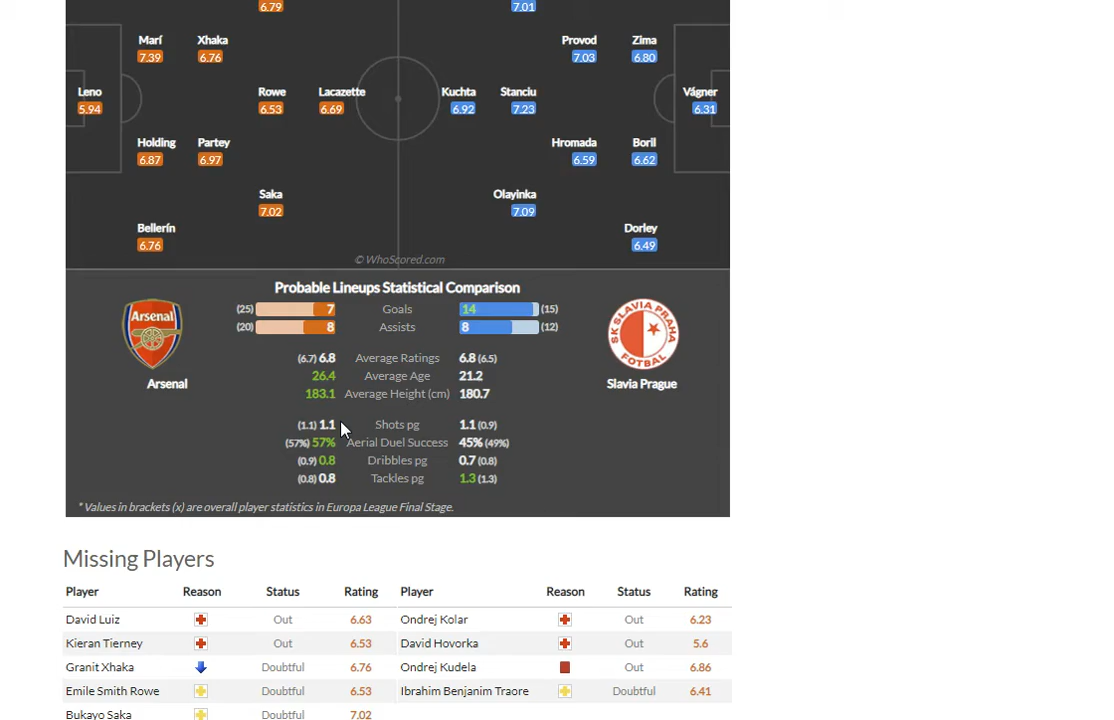 6.79 7.01
Marí Xhaka Provod Zima
7.39 6.76 7.03 6.80
Leno Rowe Lacazette Kuchta Stanciu Vágner
5.94 6.53 6.69 6.92 7.23 6.31
Holding Partey Hromada Boril
6.87 6.97 6.59 6.62
Saka Olayinka
7.02 7.09
Bellerín Dorley
6.76 6.49
© WhoScored.com
Probable Lineups Statistical Comparison
(25) 7 Goals 14 (15)
(20) 8 Assists 8 (12)
Arsenal
SK SLAVIA PRAHA
FOTBAL
(6.7) 6.8 Average Ratings 6.8 (6.5)
26.4 Average Age 21.2
Arsenal Slavia Prague
183.1 Average Height (cm) 180.7
(1.1) 1.1 Shots pg 1.1 (0.9)
(57%) 57% Aerial Duel Success 45% (49%)
(0.9) 0.8 Dribbles pg 0.7 (0.8)
(0.8) 0.8 Tackles pg 1.3 (1.3)
* Values in brackets (x) are overall player statistics in Europa League Final Stage.
Missing Players
Player Reason Status Rating Player Reason Status Rating
David Luiz Out 6.63 Ondrej Kolar Out 6.23
Kieran Tierney Out 6.53 David Hovorka Out 5.6
Granit Xhaka Doubtful 6.76 Ondrej Kudela Out 6.86
Emile Smith Rowe Doubtful 6.53 Ibrahim Benjanim Traore Doubtful 6.41
Bukayo Saka Doubtful 7.02